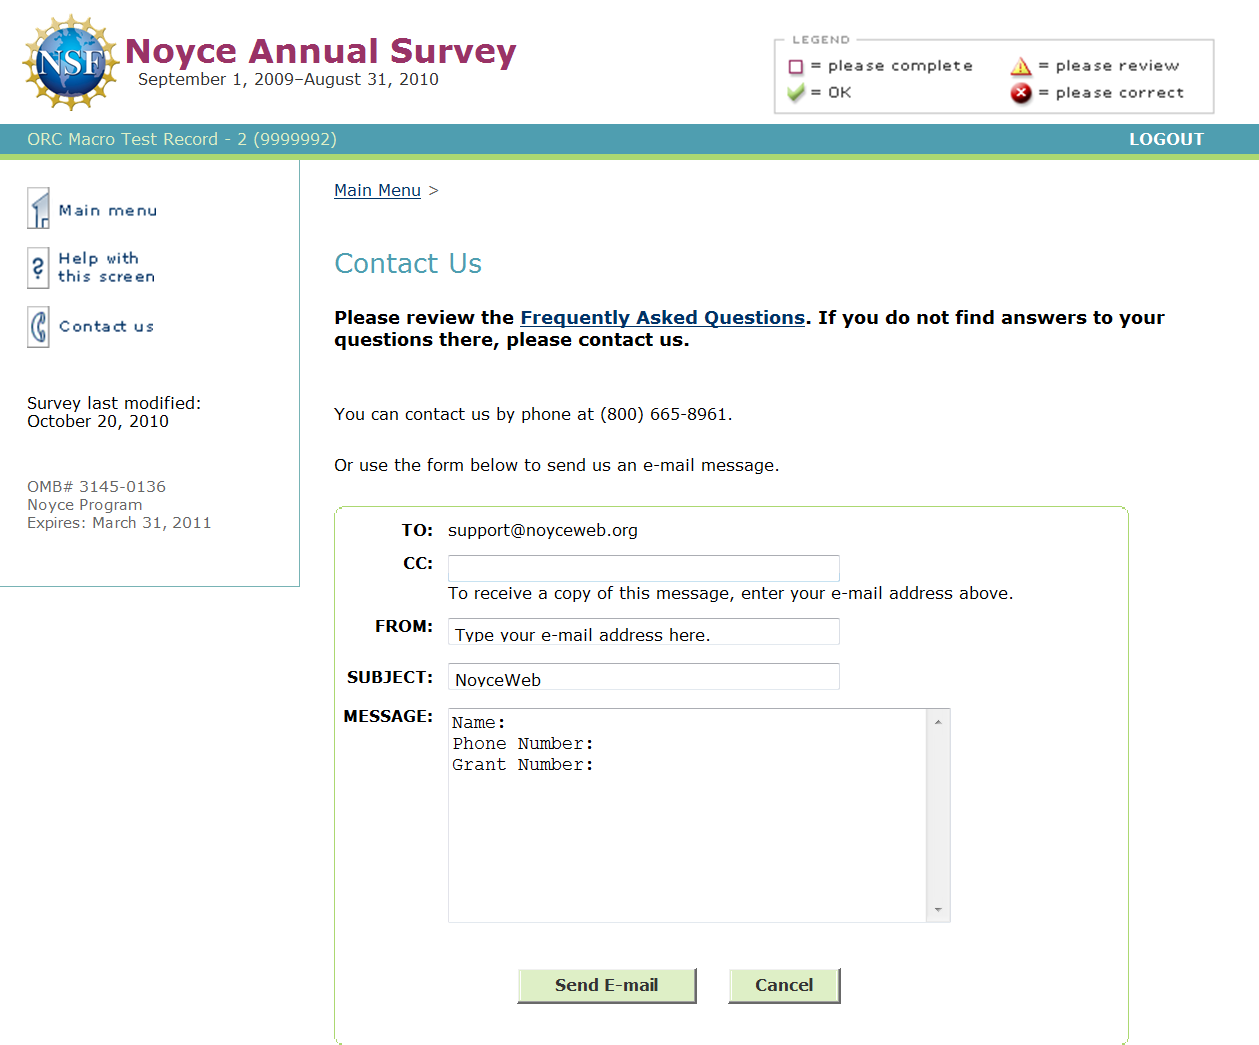 NSF
Noyce Annual Survey
September 1, 2009–August 31, 2010
LEGEND
= please complete
= please review
= OK
= please correct
ORC Macro Test Record - 2 (9999992)
LOGOUT
Main menu
Help with
this screen
Contact us
Survey last modified:
October 20, 2010
OMB# 3145-0136
Noyce Program
Expires: March 31, 2011
Main Menu >
Contact Us
Please review the Frequently Asked Questions. If you do not find answers to your
questions there, please contact us.
You can contact us by phone at (800) 665-8961.
Or use the form below to send us an e-mail message.
TO: support@noyceweb.org
CC:
To receive a copy of this message, enter your e-mail address above.
FROM: Type your e-mail address here.
SUBJECT: NoyceWeb
MESSAGE: Name:
Phone Number:
Grant Number:
Send E-mail
Cancel